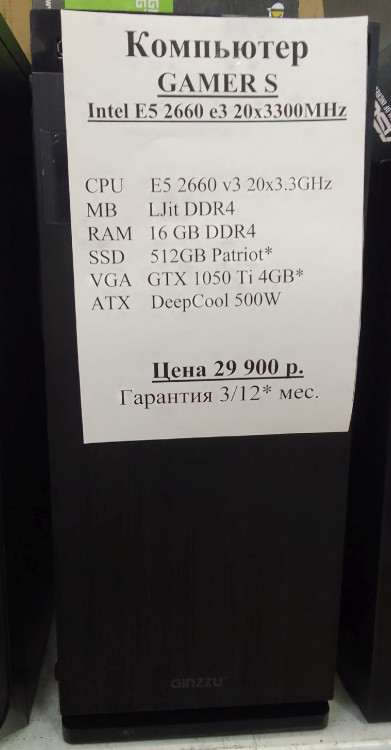 Компьютер
GAMER S
Intel E5 2660 e3 20x3300MHz
CPU E5 2660 v3 20x3.3GHz
MB LJit DDR4
RAM 16 GB DDR4
SSD 512GB Patriot*
VGA GTX 1050 Ti 4GB*
ATX DeepCool 500W
Цена 29 900 р.
Гарантия 3/12* мес.
GINZZU